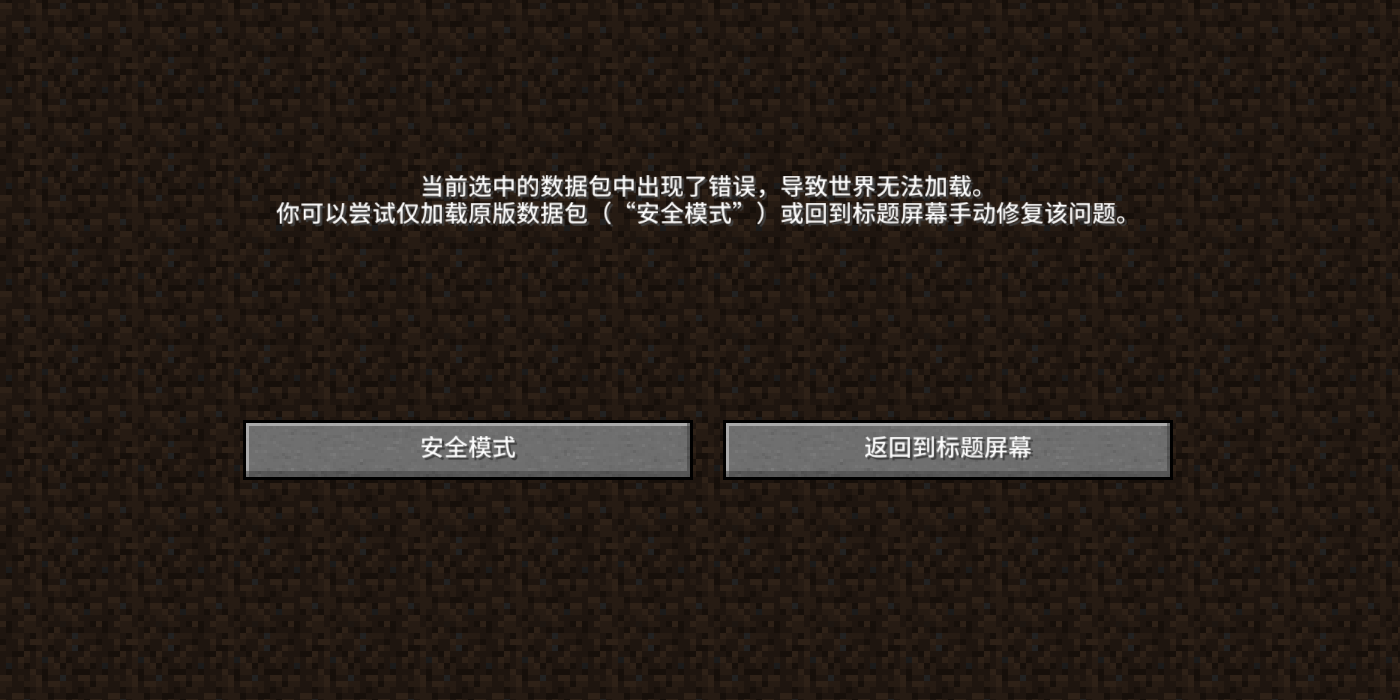 当前选中的数据包中出现了错误，导致世界无法加载。
你可以尝试仅加载原版数据包（“安全模式”）或回到标题屏幕手动修复该问题。
安全模式
返回到标题屏幕